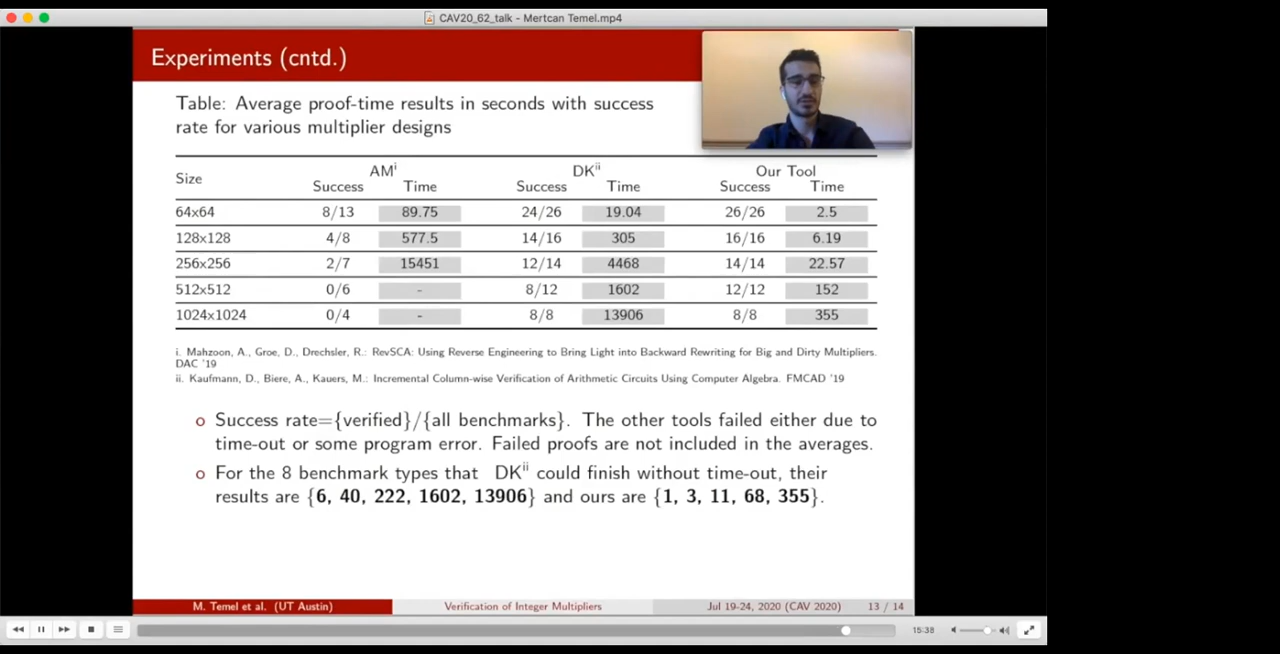 CAV20_62_talk - Mertcan Temel.mp4
Experiments (cntd.)
Table: Average proof-time results in seconds with success
rate for various multiplier designs
Size AMⁱ DKⁱⁱ Our Tool
Success Time Success Time Success Time
64x64 8/13 89.75 24/26 19.04 26/26 2.5
128x128 4/8 577.5 14/16 305 16/16 6.19
256x256 2/7 15451 12/14 4468 14/14 22.57
512x512 0/6 - 8/12 1602 12/12 152
1024x1024 0/4 - 8/8 13906 8/8 355
i. Mahzoon, A., Groe, D., Drechsler, R.: RevSCA: Using Reverse Engineering to Bring Light into Backward Rewriting for Big and Dirty Multipliers.
DAC '19
ii. Kaufmann, D., Biere, A., Kauers, M.: Incremental Column-wise Verification of Arithmetic Circuits Using Computer Algebra. FMCAD '19
o Success rate={verified}/{all benchmarks}. The other tools failed either due to
time-out or some program error. Failed proofs are not included in the averages.
o For the 8 benchmark types that DKⁱⁱ could finish without time-out, their
results are {6, 40, 222, 1602, 13906} and ours are {1, 3, 11, 68, 355}.
M. Temel et al. (UT Austin) Verification of Integer Multipliers Jul 19-24, 2020 (CAV 2020) 13 / 14
15:38